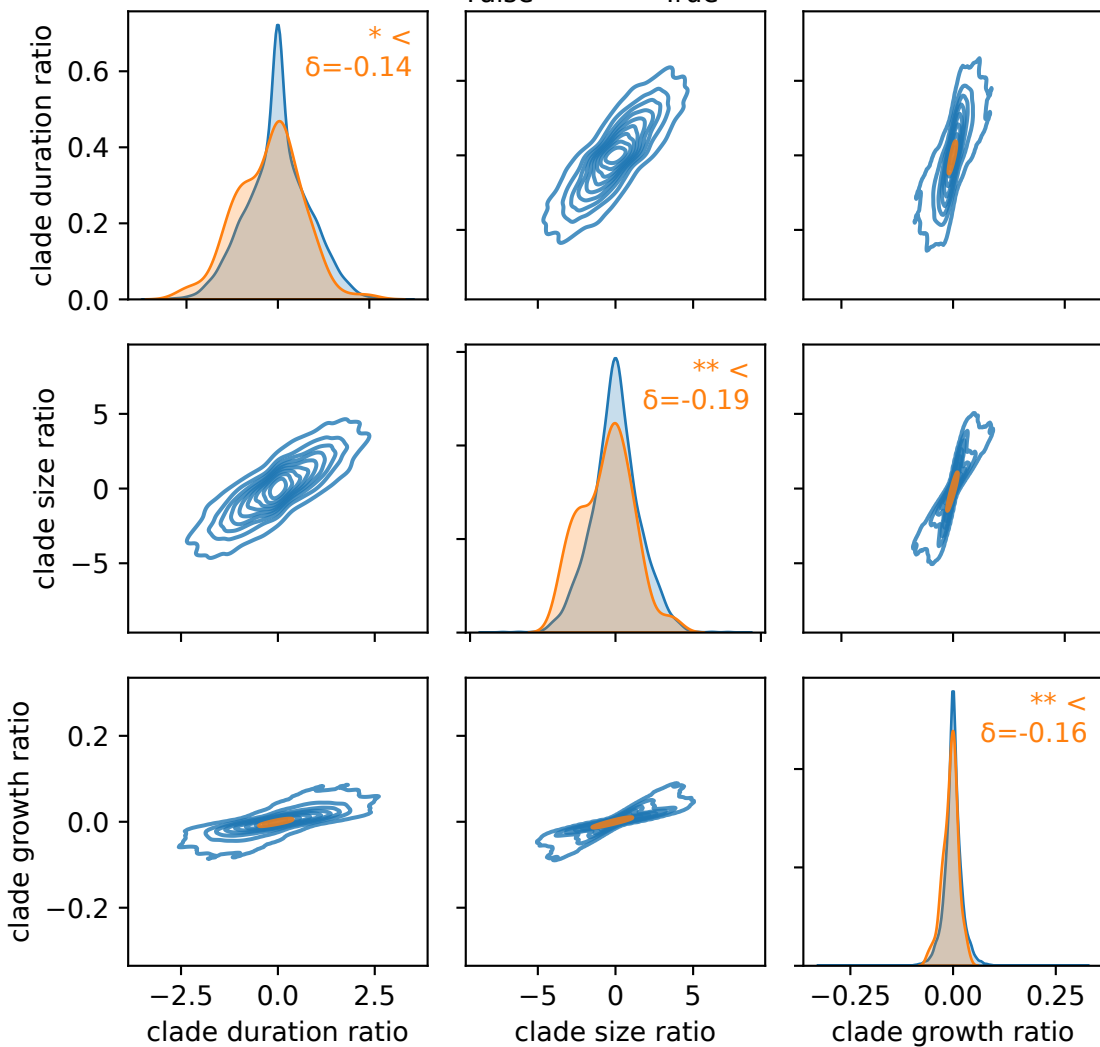 0.6
0.4
0.2
0.0
clade duration ratio
* <
δ=-0.14
5
0
−5
clade size ratio
** <
δ=-0.19
0.2
0.0
−0.2
clade growth ratio
** <
δ=-0.16
−2.5 0.0 2.5
clade duration ratio
−5 0 5
clade size ratio
−0.25 0.00 0.25
clade growth ratio